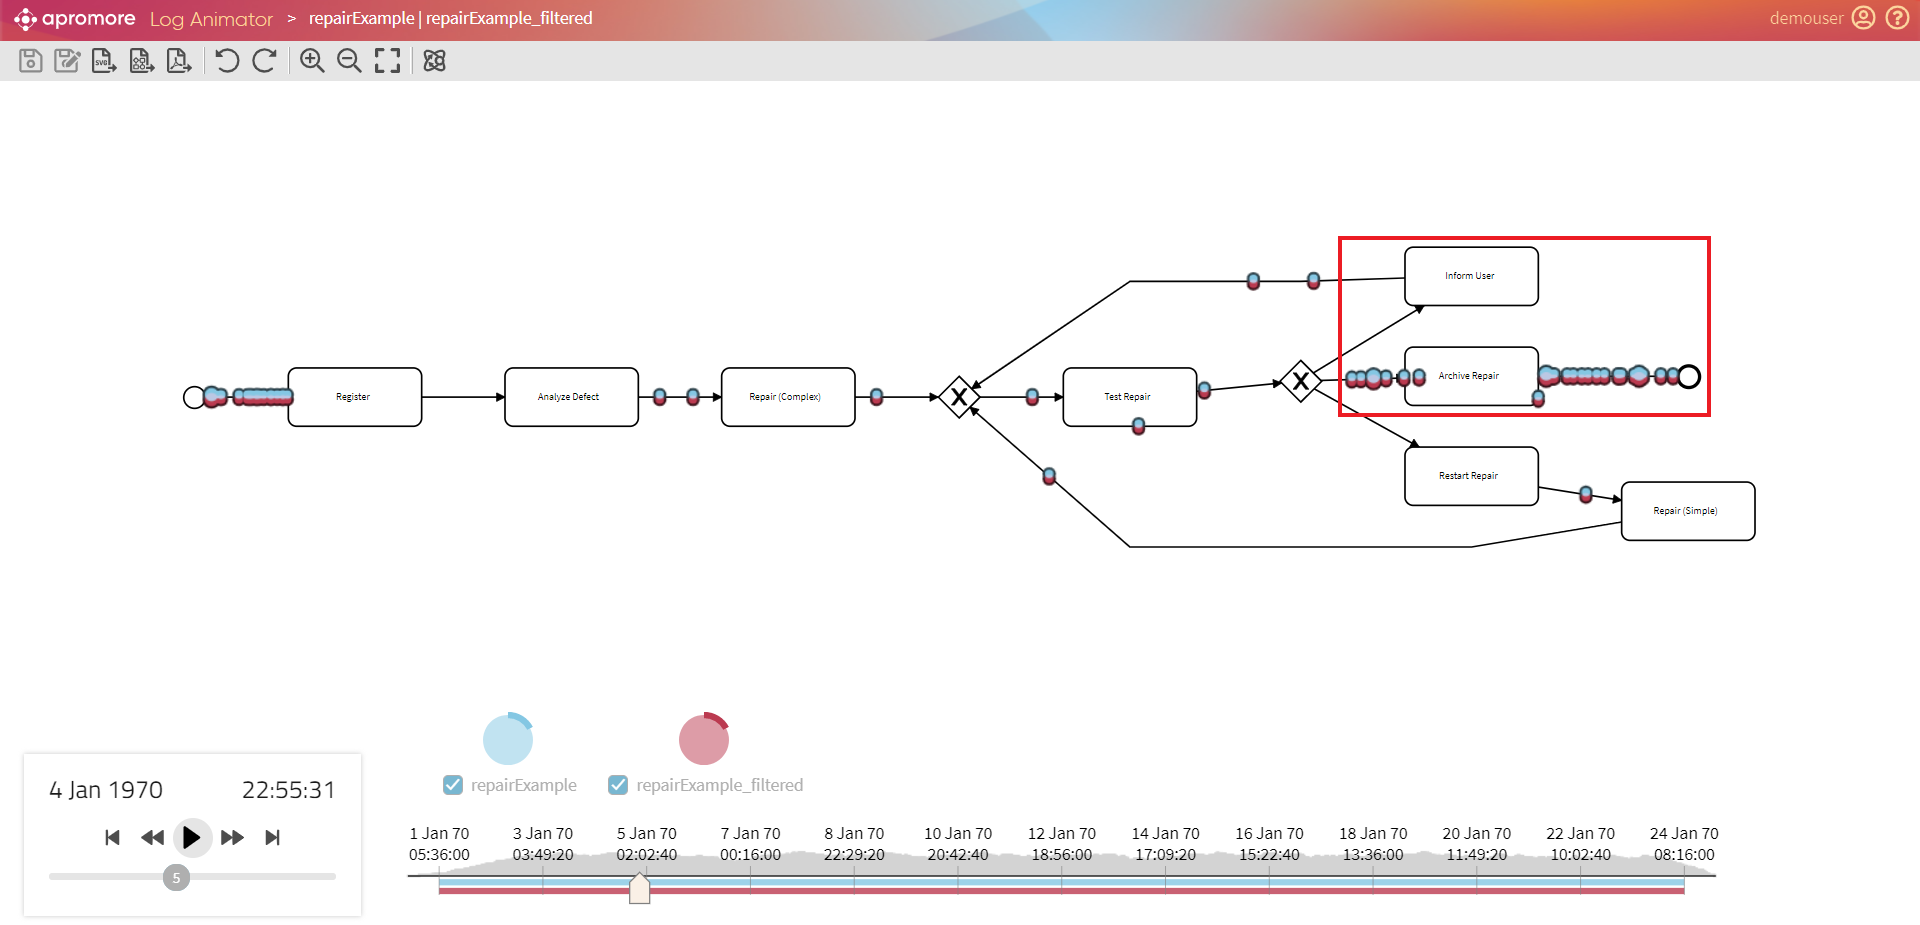 apromore Log Animator > repairExample | repairExample_filtered demouser ?
SVG
Inform User
Register
Analyze Defect
Repair (Complex)
X
Test Repair
X
Archive Repair
Restart Repair
Repair (Simple)
repairExample repairExample_filtered
4 Jan 1970 22:55:31
5
1 Jan 70 3 Jan 70 5 Jan 70 7 Jan 70 8 Jan 70 10 Jan 70 12 Jan 70 14 Jan 70 16 Jan 70 18 Jan 70 20 Jan 70 22 Jan 70 24 Jan 70
05:36:00 03:49:20 02:02:40 00:16:00 22:29:20 20:42:40 18:56:00 17:09:20 15:22:40 13:36:00 11:49:20 10:02:40 08:16:00